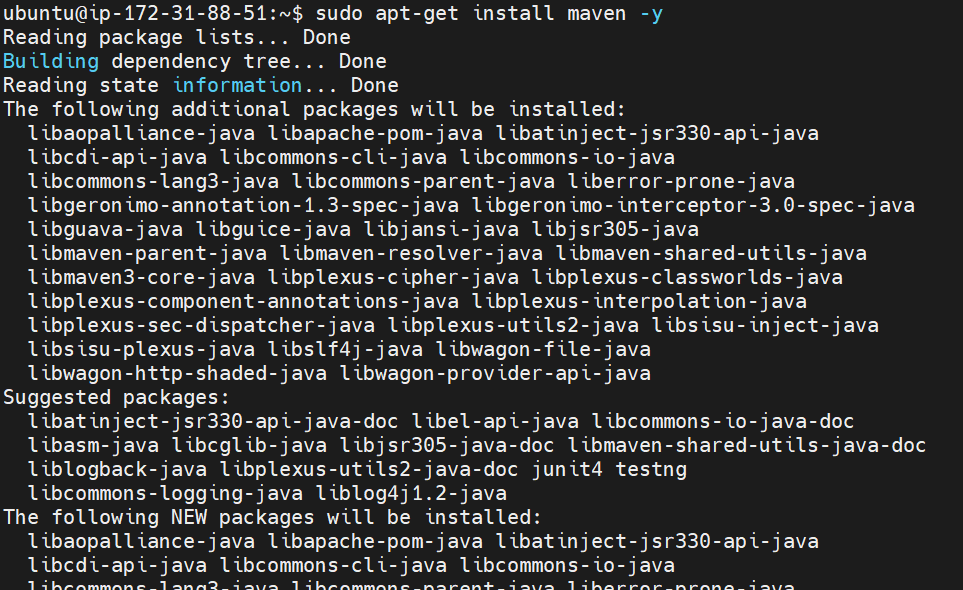 ubuntu@ip-172-31-88-51:~$ sudo apt-get install maven -y
Reading package lists... Done
Building dependency tree... Done
Reading state information... Done
The following additional packages will be installed:
  libaopalliance-java libapache-pom-java libatinject-jsr330-api-java
  libcdi-api-java libcommons-cli-java libcommons-io-java
  libcommons-lang3-java libcommons-parent-java liberror-prone-java
  libgeronimo-annotation-1.3-spec-java libgeronimo-interceptor-3.0-spec-java
  libguava-java libguice-java libjansi-java libjsr305-java
  libmaven-parent-java libmaven-resolver-java libmaven-shared-utils-java
  libmaven3-core-java libplexus-cipher-java libplexus-classworlds-java
  libplexus-component-annotations-java libplexus-interpolation-java
  libplexus-sec-dispatcher-java libplexus-utils2-java libsisu-inject-java
  libsisu-plexus-java libslf4j-java libwagon-file-java
  libwagon-http-shaded-java libwagon-provider-api-java
Suggested packages:
  libatinject-jsr330-api-java-doc libel-api-java libcommons-io-java-doc
  libasm-java libcglib-java libjsr305-java-doc libmaven-shared-utils-java-doc
  liblogback-java libplexus-utils2-java-doc junit4 testng
  libcommons-logging-java liblog4j1.2-java
The following NEW packages will be installed:
  libaopalliance-java libapache-pom-java libatinject-jsr330-api-java
  libcdi-api-java libcommons-cli-java libcommons-io-java
  libcommons-lang3-java libcommons-parent-java liberror-prone-java